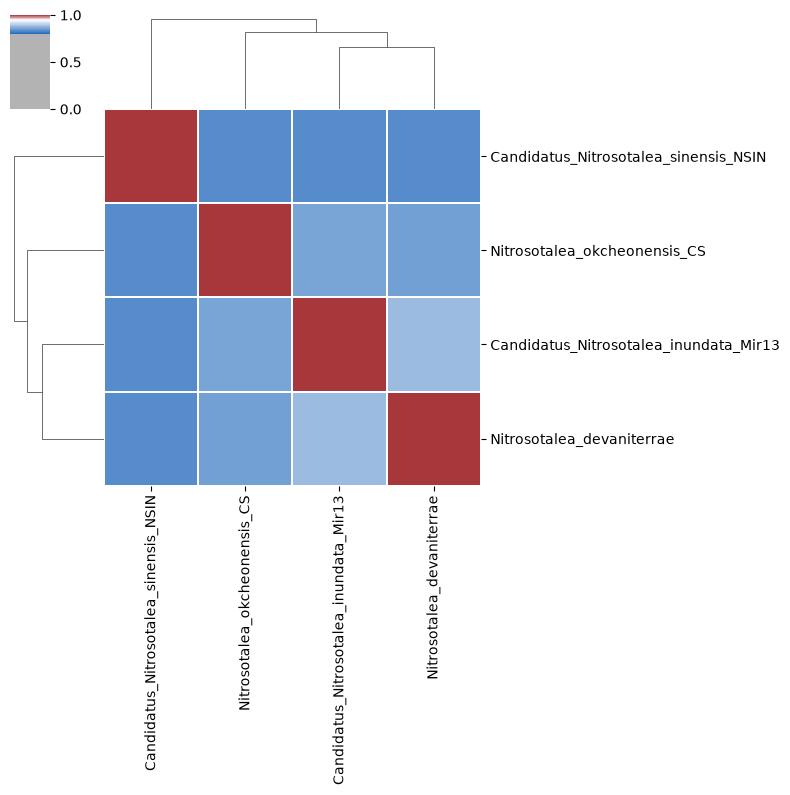 1.0
0.5
0.0
Candidatus_Nitrosotalea_sinensis_NSIN
Nitrosotalea_okcheonensis_CS
Candidatus_Nitrosotalea_inundata_Mir13
Nitrosotalea_devaniterrae
Candidatus_Nitrosotalea_sinensis_NSIN
Nitrosotalea_okcheonensis_CS
Candidatus_Nitrosotalea_inundata_Mir13
Nitrosotalea_devaniterrae